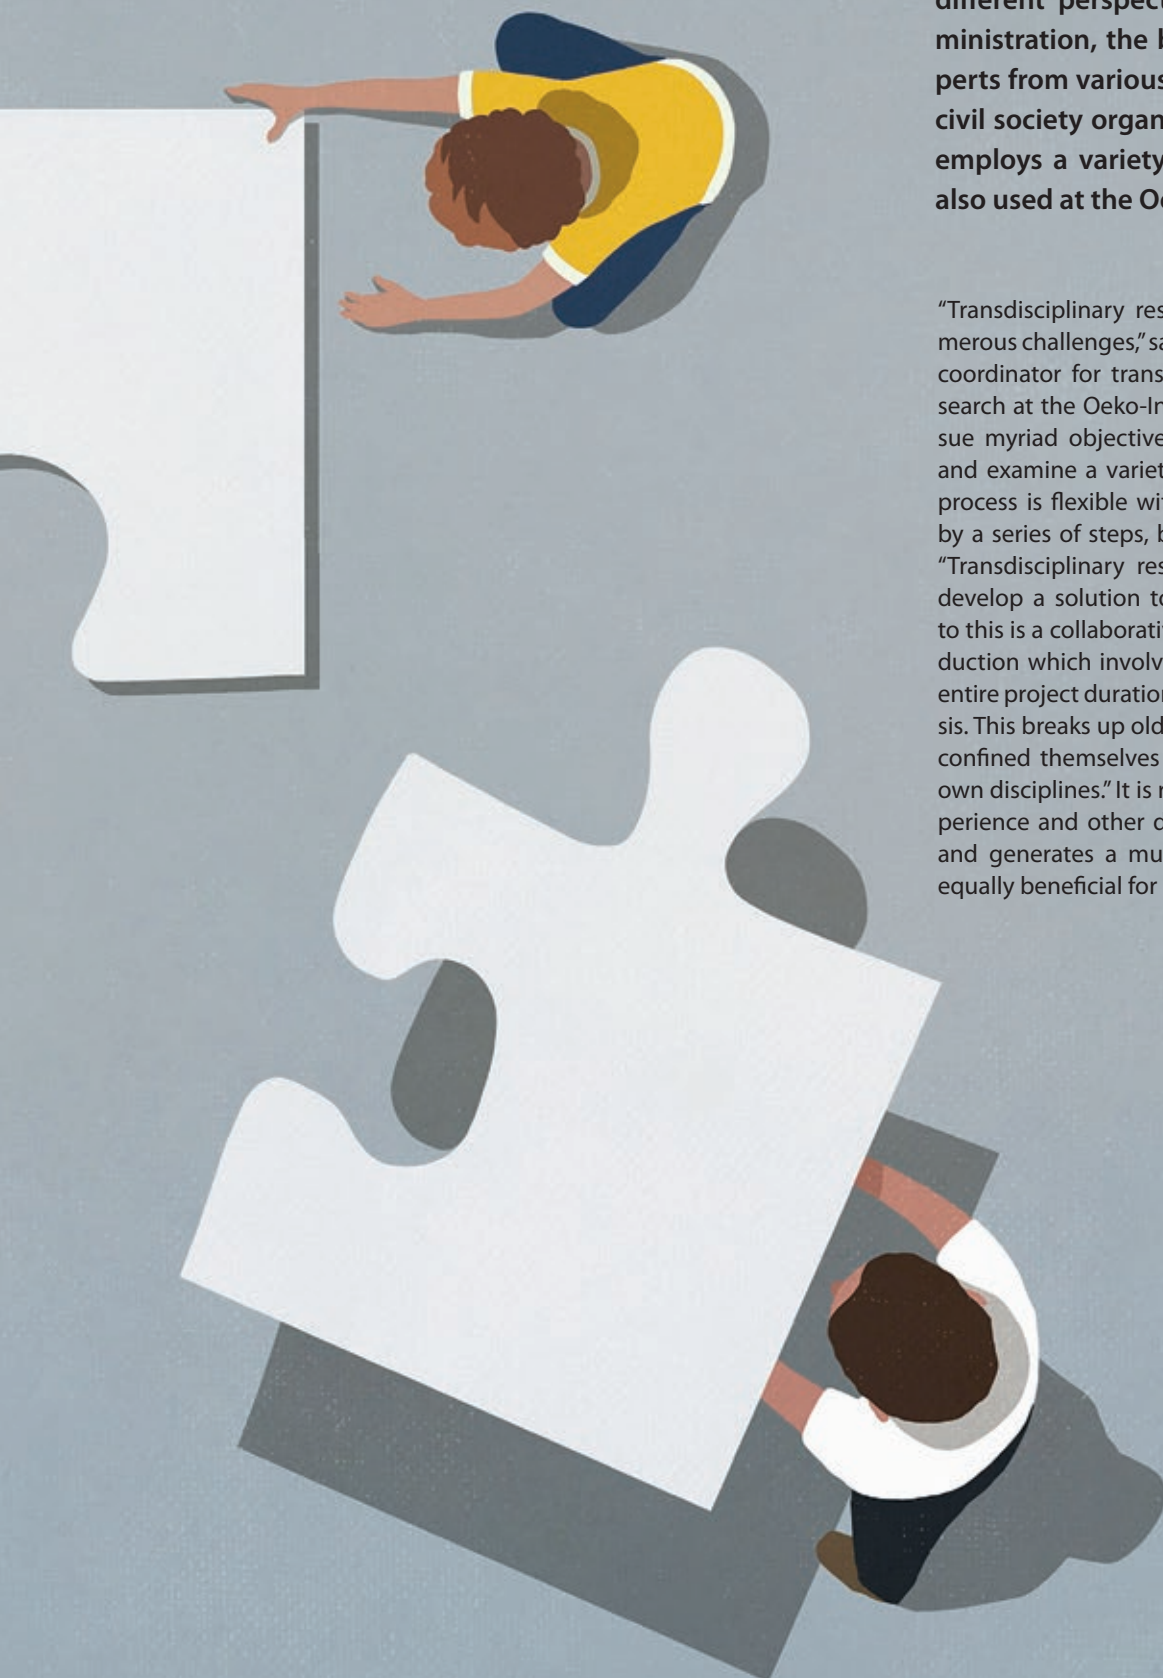 different perspect
ministration, the b
perts from various
civil society organ
employs a variety
also used at the Oe
“Transdisciplinary res
merous challenges,” sa
coordinator for trans
search at the Oeko-In
sue myriad objective
and examine a variet
process is flexible wit
by a series of steps, b
“Transdisciplinary res
develop a solution to
to this is a collaborativ
duction which involv
entire project duration
sis. This breaks up old
confined themselves
own disciplines.” It is r
perience and other d
and generates a mu
equally beneficial for